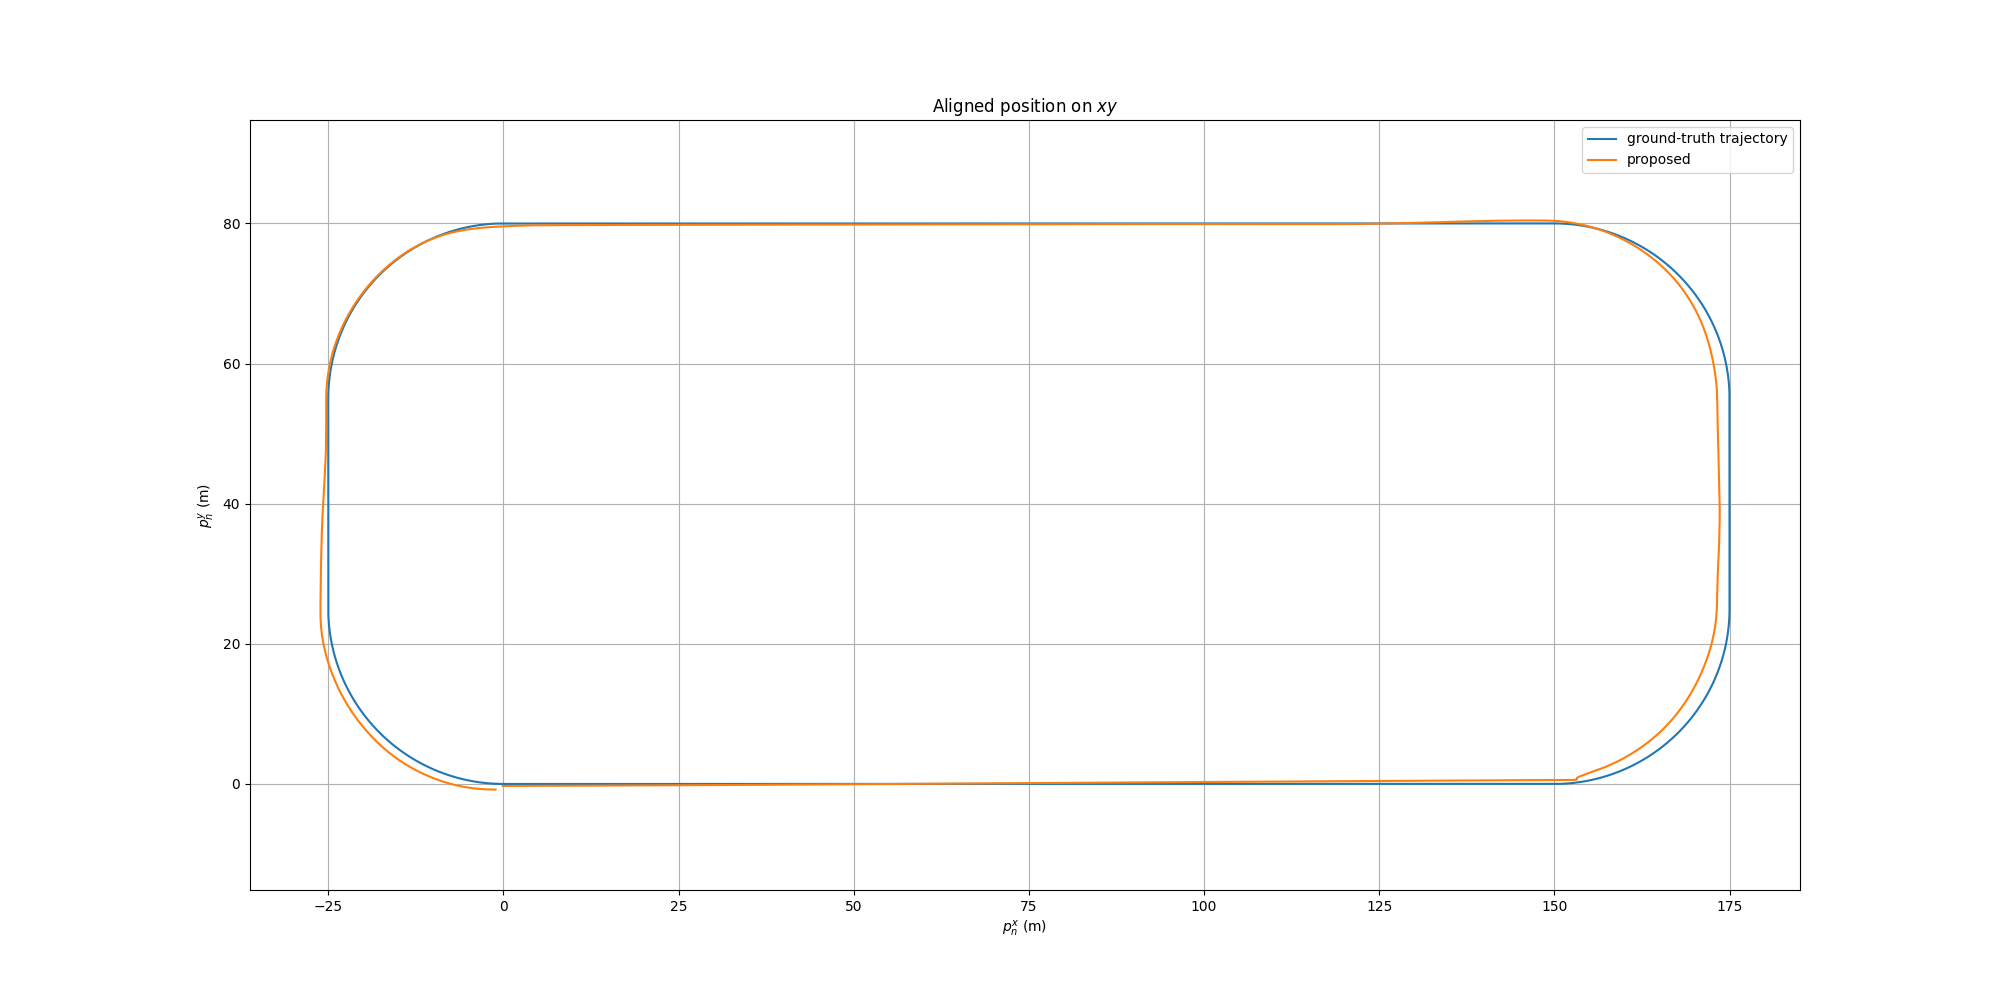 Aligned position on xy
ground-truth trajectory
proposed
80
60
40
20
0
p_n^y (m)
−25 0 25 50 75 100 125 150 175
p_n^x (m)